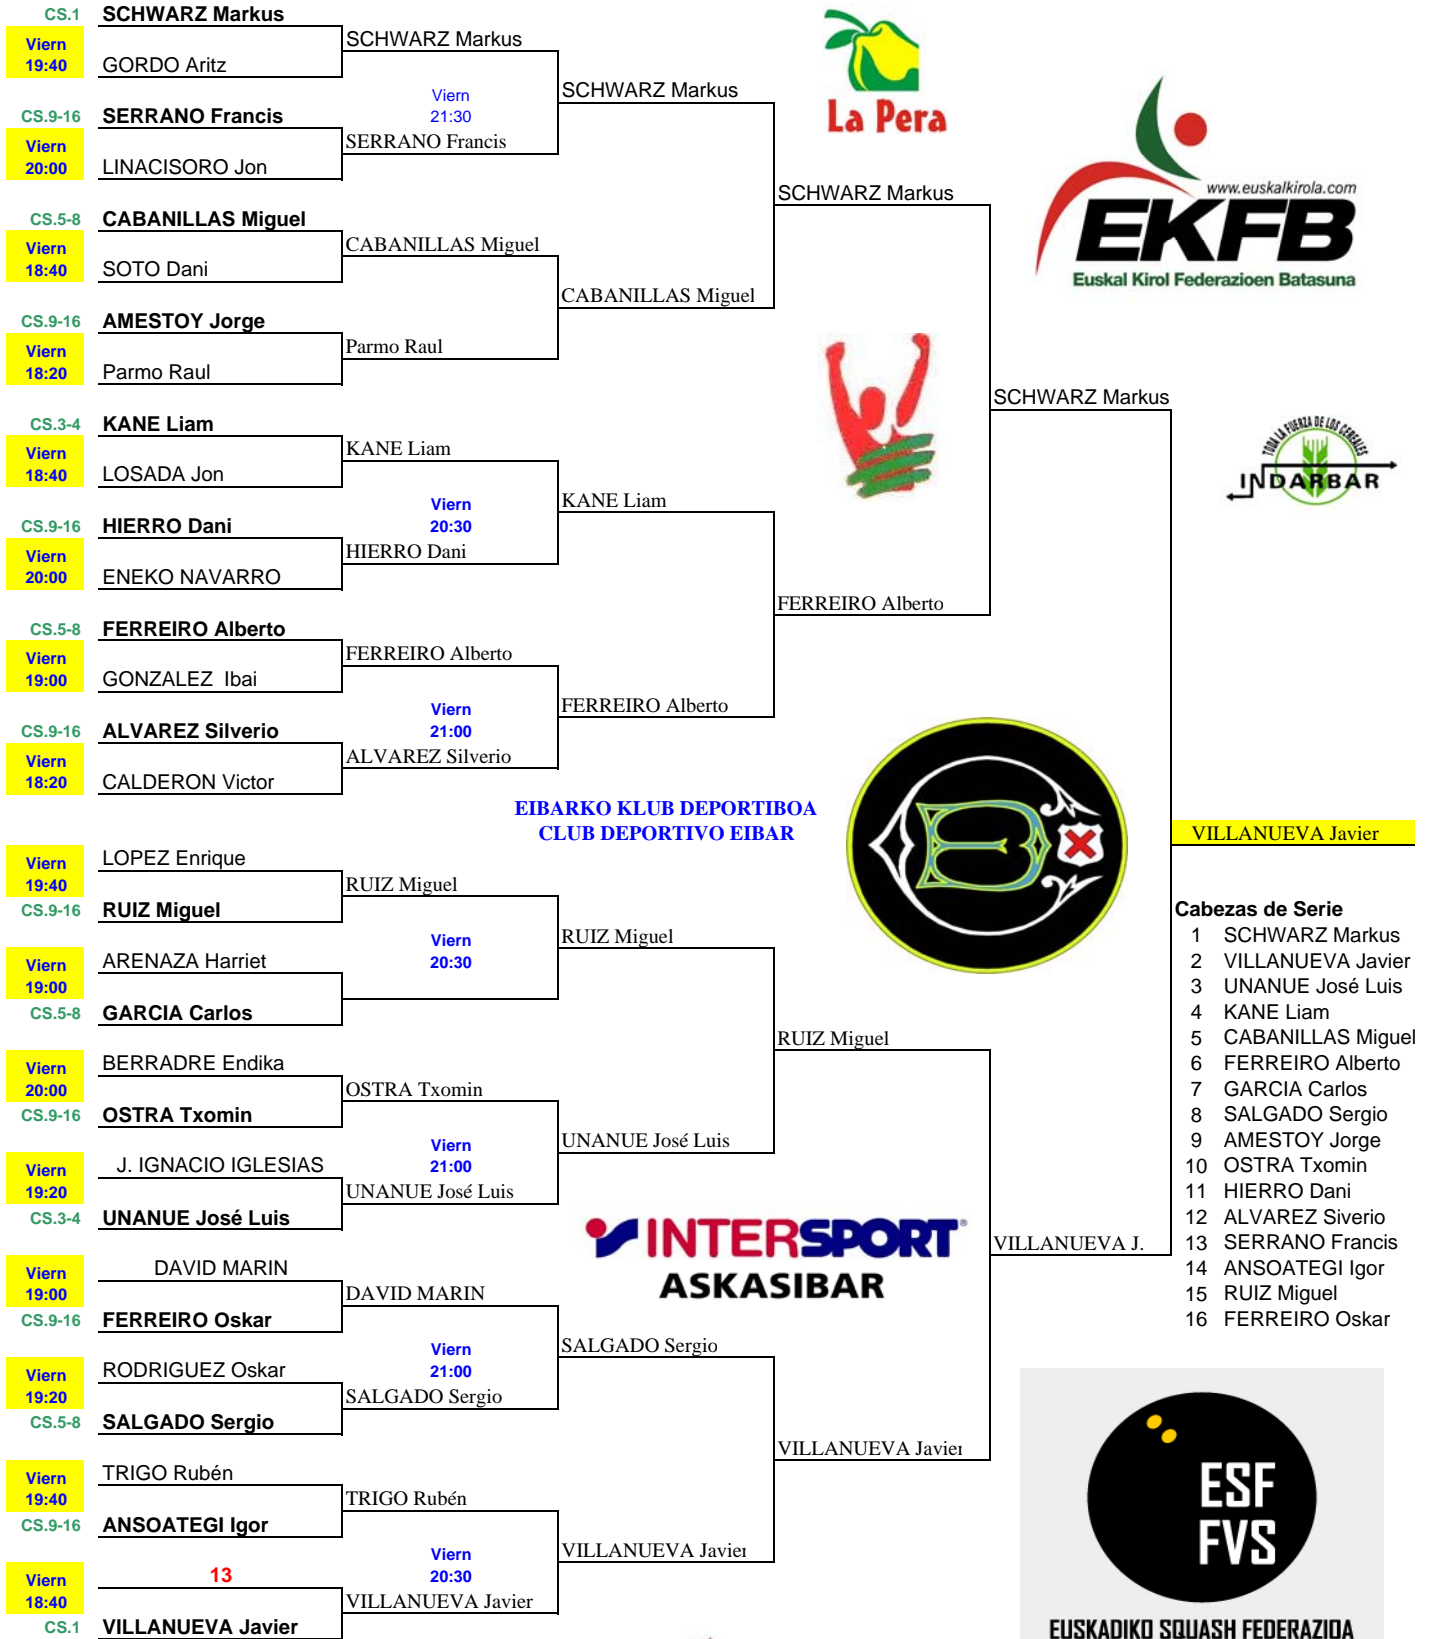 CS.1 SCHWARZ Markus
Viern
19:40 GORDO Aritz
CS.9-16 SERRANO Francis
Viern
20:00 LINACISORO Jon
CS.5-8 CABANILLAS Miguel
Viern
18:40 SOTO Dani
CS.9-16 AMESTOY Jorge
Viern
18:20 Parmo Raul
CS.3-4 KANE Liam
Viern
18:40 LOSADA Jon
CS.9-16 HIERRO Dani
Viern
20:00 ENEKO NAVARRO
CS.5-8 FERREIRO Alberto
Viern
19:00 GONZALEZ Ibai
CS.9-16 ALVAREZ Silverio
Viern
18:20 CALDERON Victor
LOPEZ Enrique
Viern
19:40
CS.9-16 RUIZ Miguel
ARENAZA Harriet
Viern
19:00
CS.5-8 GARCIA Carlos
BERRADRE Endika
Viern
20:00
CS.9-16 OSTRA Txomin
J. IGNACIO IGLESIAS
Viern
19:20
CS.3-4 UNANUE José Luis
DAVID MARIN
Viern
19:00
CS.9-16 FERREIRO Oskar
RODRIGUEZ Oskar
Viern
19:20
CS.5-8 SALGADO Sergio
TRIGO Rubén
Viern
19:40
CS.9-16 ANSOATEGI Igor
13
Viern
18:40
CS.1 VILLANUEVA Javier
SCHWARZ Markus
Viern
21:30
SERRANO Francis
CABANILLAS Miguel
Parmo Raul
KANE Liam
Viern
20:30
HIERRO Dani
FERREIRO Alberto
Viern
21:00
ALVAREZ Silverio
RUIZ Miguel
Viern
20:30
OSTRA Txomin
Viern
21:00
UNANUE José Luis
DAVID MARIN
Viern
21:00
SALGADO Sergio
TRIGO Rubén
Viern
20:30
VILLANUEVA Javier
SCHWARZ Markus
CABANILLAS Miguel
KANE Liam
FERREIRO Alberto
EIBARKO KLUB DEPORTIBOA
CLUB DEPORTIVO EIBAR
RUIZ Miguel
UNANUE José Luis
SALGADO Sergio
VILLANUEVA Javier
SCHWARZ Markus
FERREIRO Alberto
RUIZ Miguel
VILLANUEVA Javier
SCHWARZ Markus
VILLANUEVA J.
VILLANUEVA Javier
Cabezas de Serie
1 SCHWARZ Markus
2 VILLANUEVA Javier
3 UNANUE José Luis
4 KANE Liam
5 CABANILLAS Miguel
6 FERREIRO Alberto
7 GARCIA Carlos
8 SALGADO Sergio
9 AMESTOY Jorge
10 OSTRA Txomin
11 HIERRO Dani
12 ALVAREZ Siverio
13 SERRANO Francis
14 ANSOATEGI Igor
15 RUIZ Miguel
16 FERREIRO Oskar
La Pera
www.euskalkirola.com
EKFB
Euskal Kirol Federazioen Batasuna
TODA LA FUERZA DE LOS CEREALES
INDARBAR
INTERSPORT
ASKASIBAR
ESF
FVS
EUSKADIKO SQUASH FEDERAZIOA